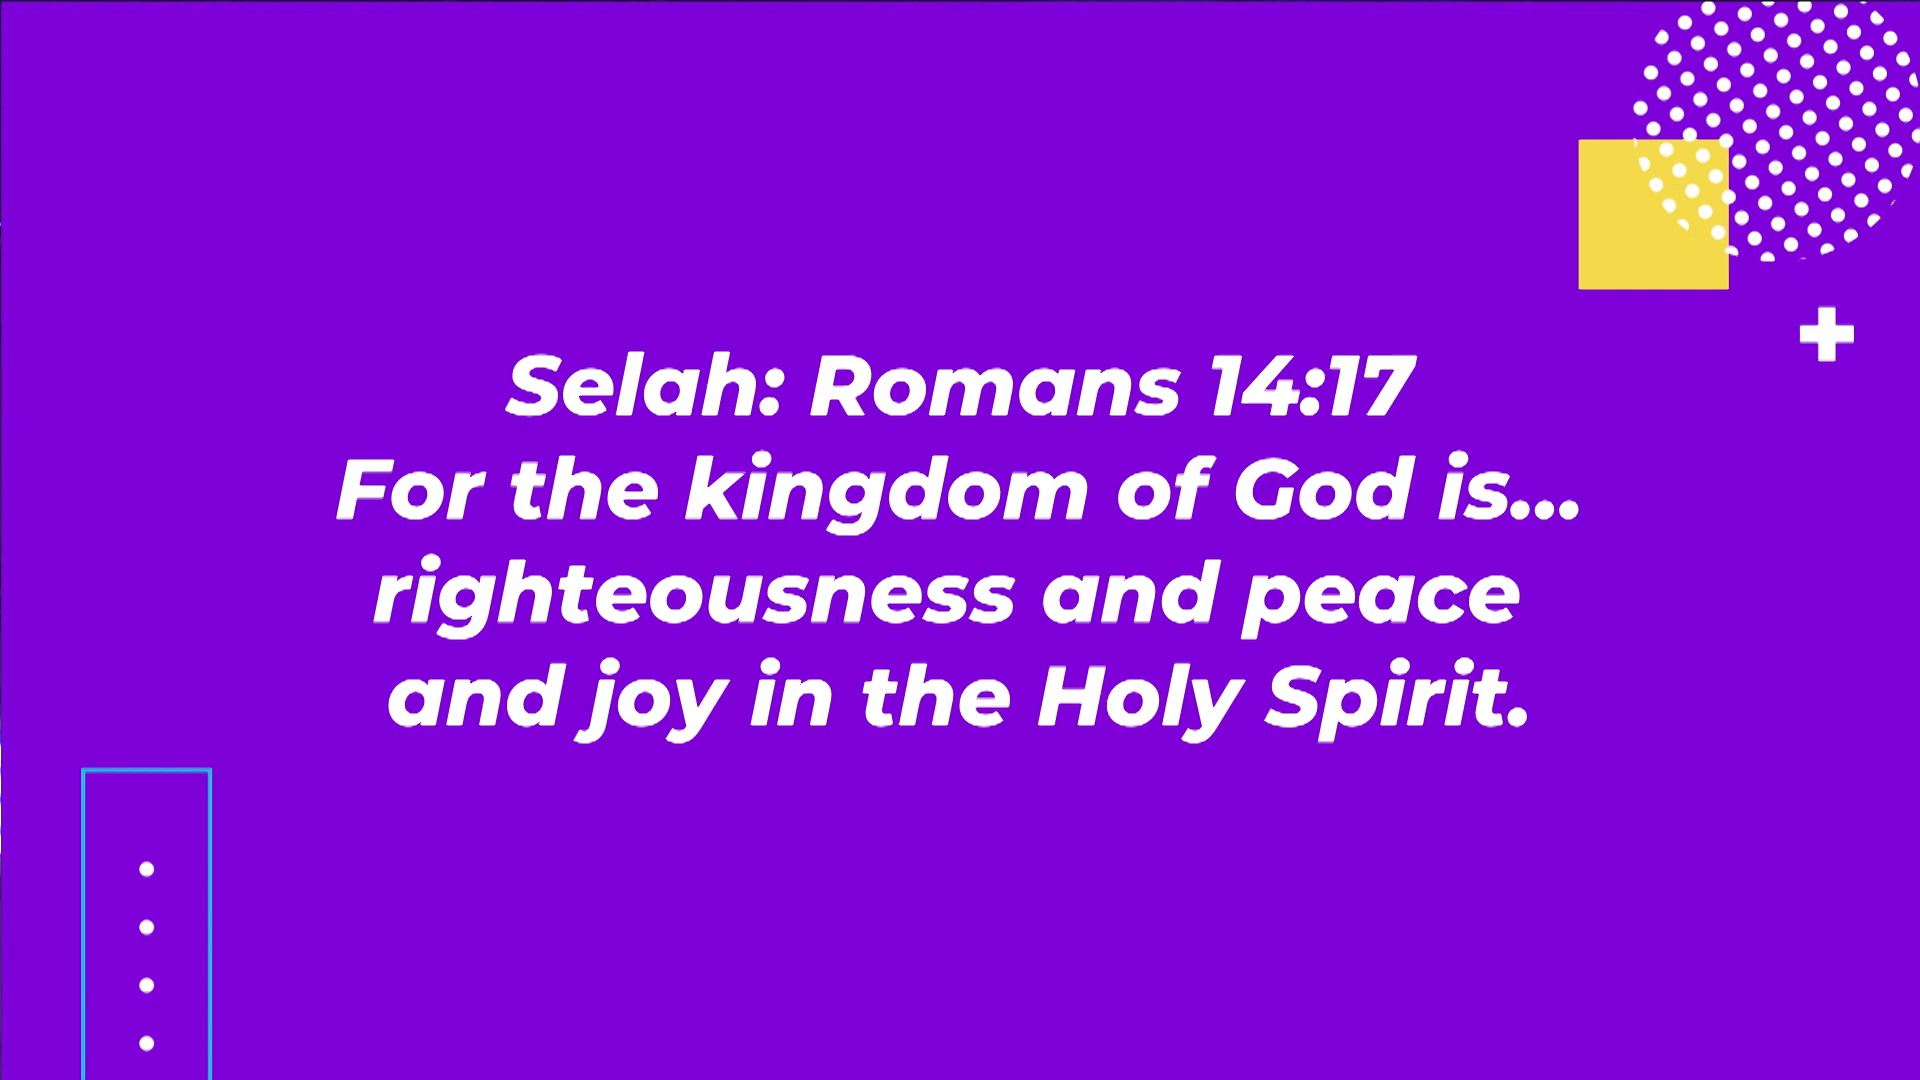 Selah: Romans 14:17
For the kingdom of God is...
righteousness and peace
and joy in the Holy Spirit.